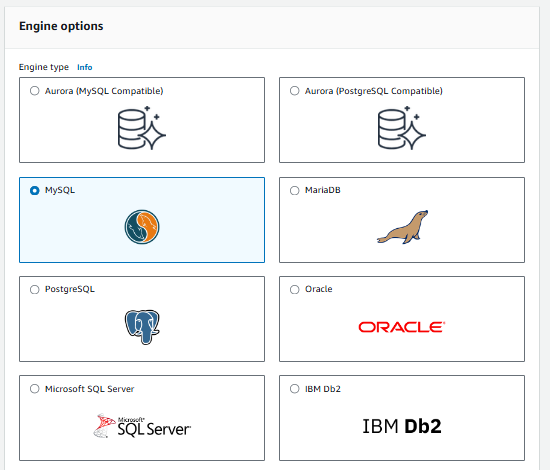 Engine options
Engine type Info
Aurora (MySQL Compatible)
Aurora (PostgreSQL Compatible)
MySQL
MariaDB
PostgreSQL
Oracle
ORACLE
Microsoft SQL Server
Microsoft®
SQL Server
IBM Db2
IBM Db2